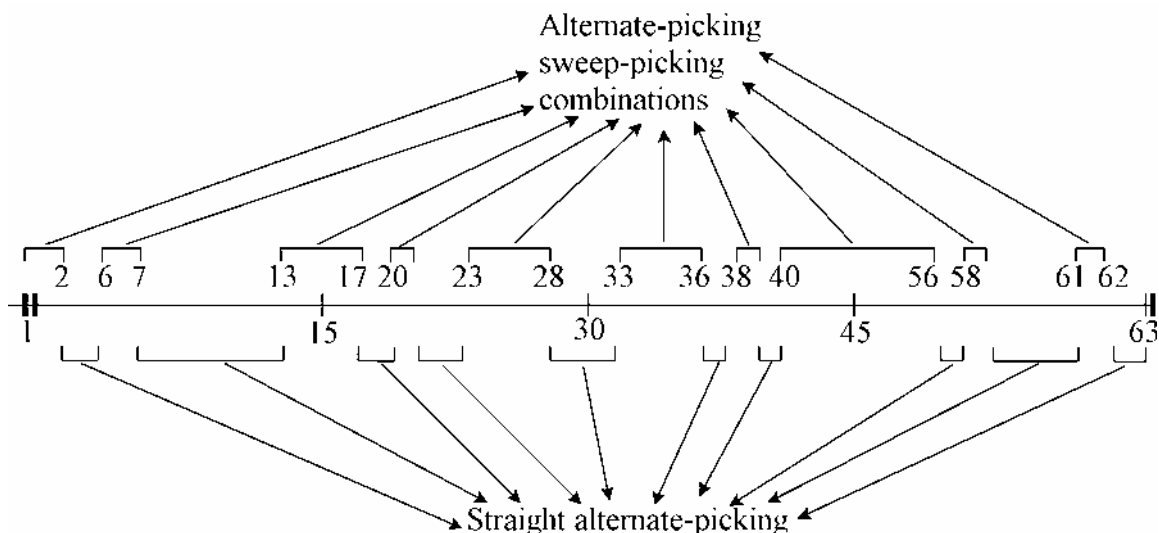 Alternate-picking
sweep-picking
combinations
2 6 7 13 17 20 23 28 33 36 38 40 56 58 61 62
1 15 30 45 63
Straight alternate-picking